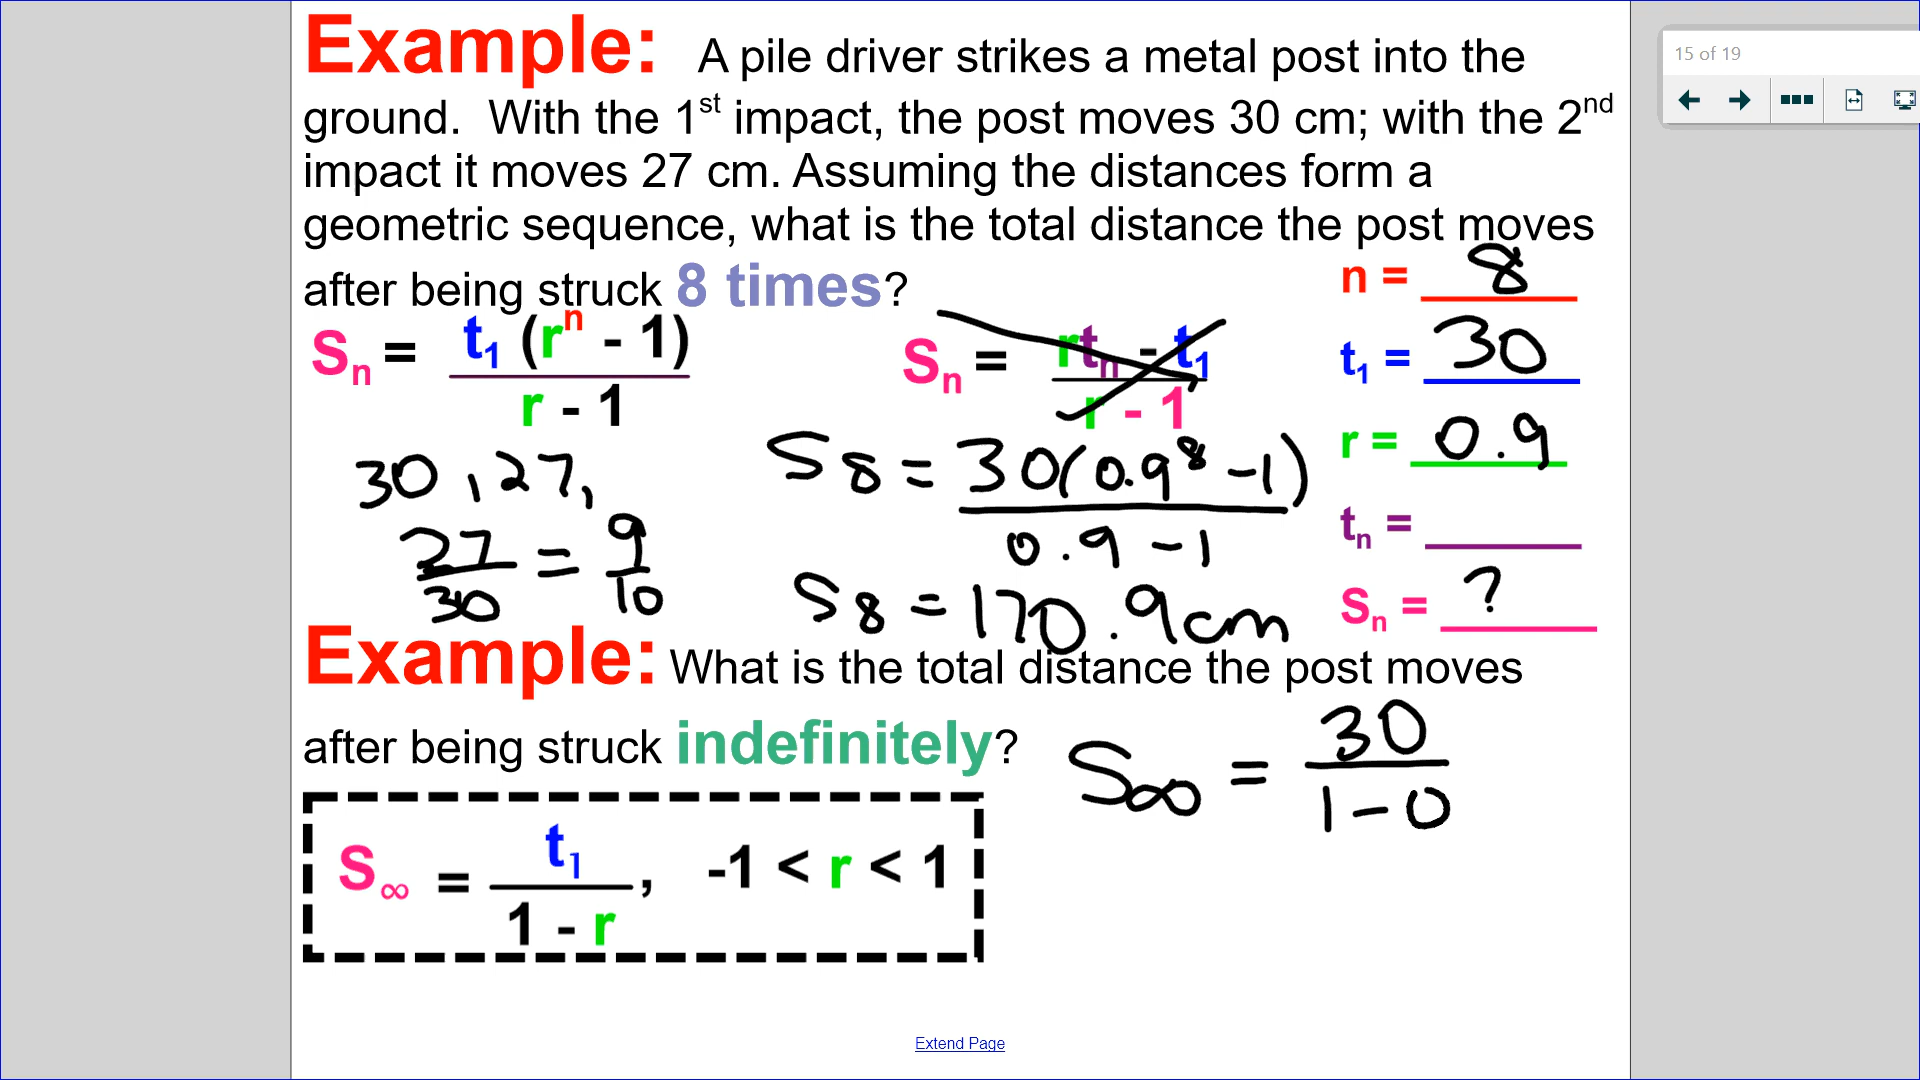 Example: A pile driver strikes a metal post into the
15 of 19
ground. With the 1st impact, the post moves 30 cm; with the 2nd
impact it moves 27 cm. Assuming the distances form a
geometric sequence, what is the total distance the post moves
after being struck 8 times?
n = 8
Sn = t1 (rn - 1)
r - 1
Sn = rtn - t1
r - 1
t1 = 30
r = 0.9
30, 27,
27/30 = 9/10
S8 = 30(0.9^8 - 1)
0.9 - 1
tn =
S8 = 170.9cm
Sn = ?
Example: What is the total distance the post moves
after being struck indefinitely?
S∞ = 30
1 - 0
S∞ = t1
1 - r
, -1 < r < 1
Extend Page